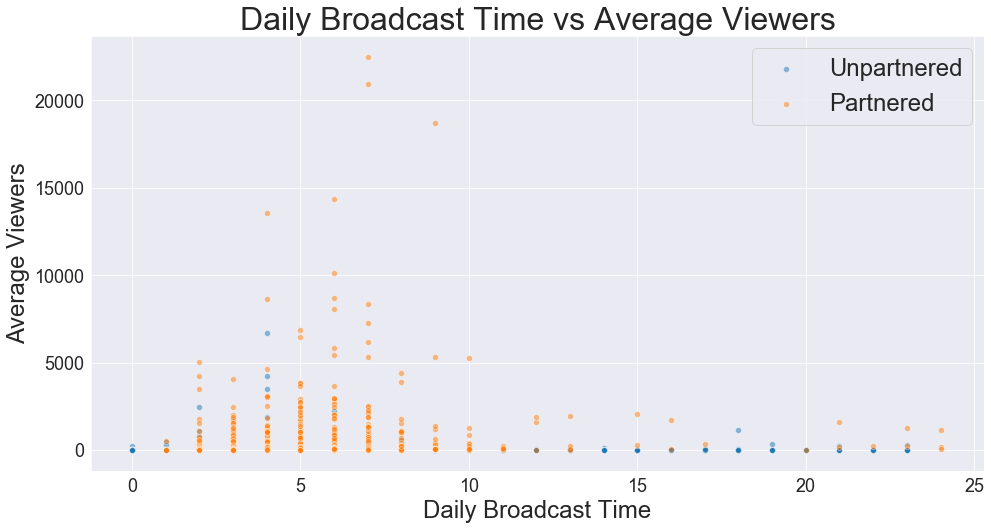 Daily Broadcast Time vs Average Viewers
Unpartnered
Partnered
Average Viewers
20000
15000
10000
5000
0
0 5 10 15 20 25
Daily Broadcast Time